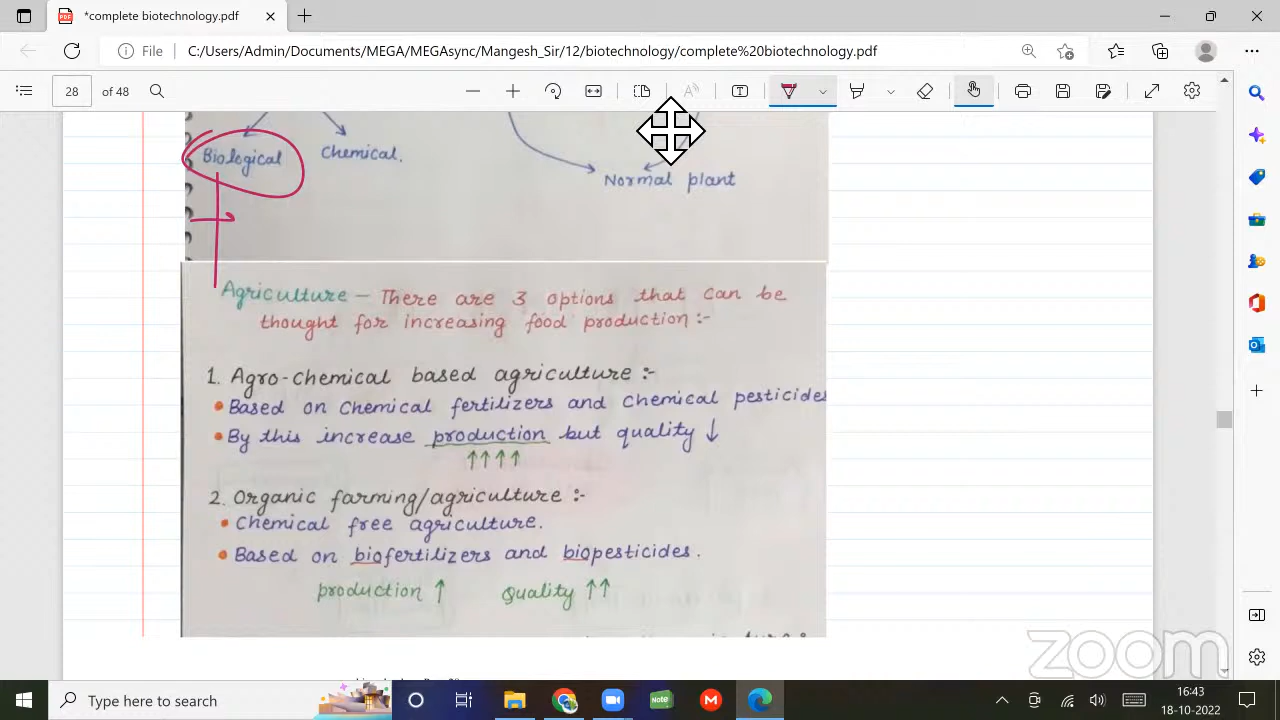 *complete biotechnology.pdf
File
C:/Users/Admin/Documents/MEGA/MEGAsync/Mangesh_Sir/12/biotechnology/complete%20biotechnology.pdf
28 of 48
Biological
Chemical.
Normal plant
Agriculture - There are 3 options that can be
thought for increasing food production :-
1. Agro-chemical based agriculture :-
• Based on chemical fertilizers and chemical pesticides
• By this increase production but quality ↓
↑↑↑↑
2. Organic farming/agriculture :-
• Chemical free agriculture.
• Based on biofertilizers and biopesticides.
production ↑ Quality ↑↑
zoom
Type here to search
Note
16:43
18-10-2022